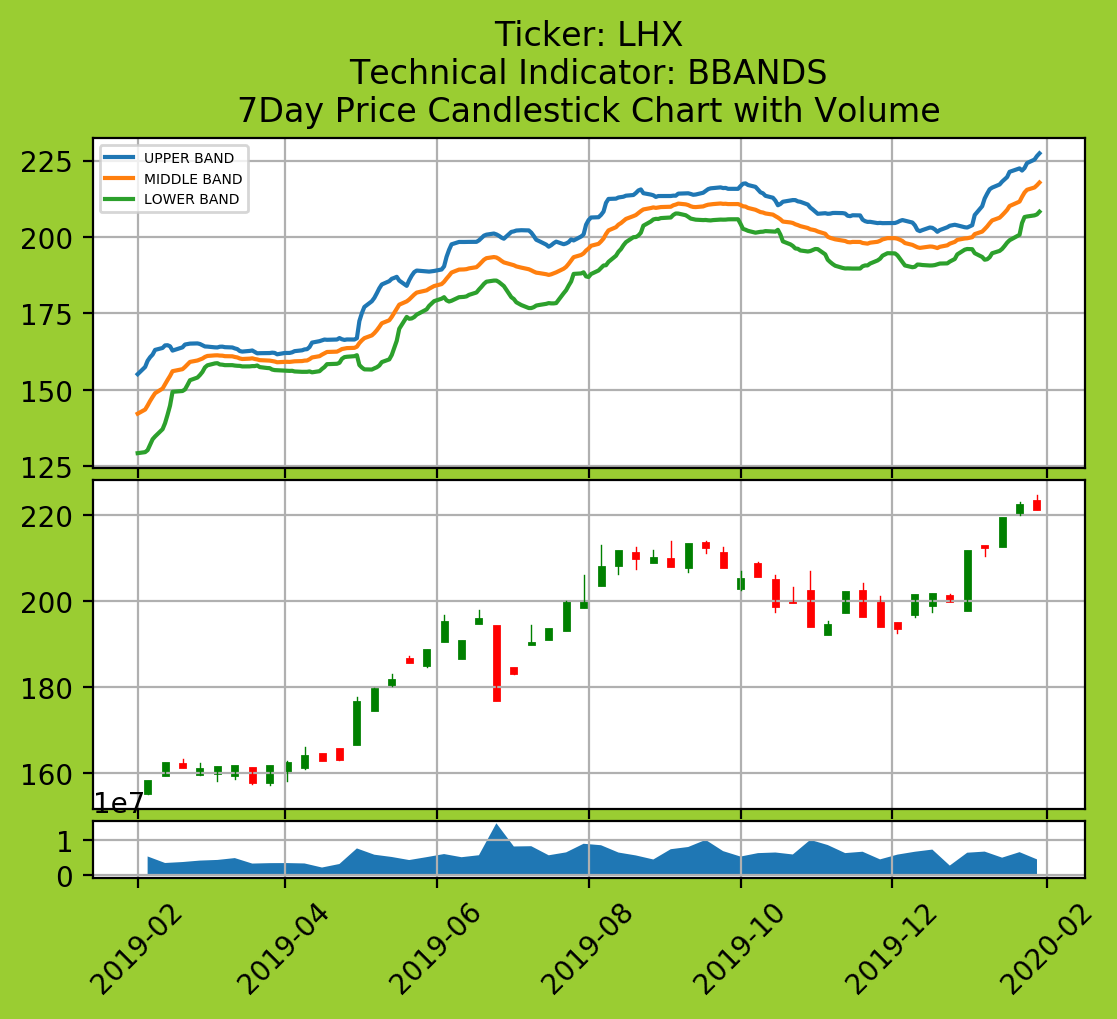 Ticker: LHX
Technical Indicator: BBANDS
7Day Price Candlestick Chart with Volume
UPPER BAND
MIDDLE BAND
LOWER BAND
225
200
175
150
125
220
200
180
160
1e7
1
0
2019-02
2019-04
2019-06
2019-08
2019-10
2019-12
2020-02